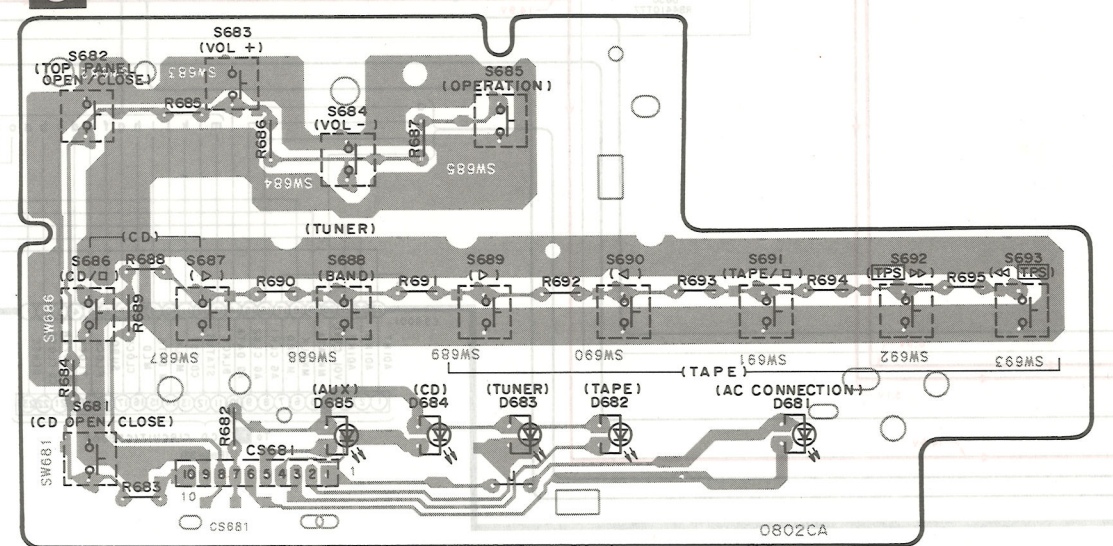 S683
(VOL +)
S682
(TOP PANEL
OPEN/CLOSE)
S685
(OPERATION)
R685
S684
(VOL -)
R686
R687
SW684
SW685
(TUNER)
(CD)
S686
(CD/□)
R688
S687
(▷)
S688
(BAND)
S689
(▷)
S690
(◁)
S691
(TAPE/□)
S692
(TPS ▷▷)
S693
(◁◁ TPS)
R689
R690
R691
R692
R693
R694
R695
SW686
SW687
SW688
SW689
SW690
SW691
SW692
SW693
R684
(TAPE)
S681
(CD OPEN/CLOSE)
(AUX)
D685
(CD)
D684
(TUNER)
D683
(TAPE)
D682
(AC CONNECTION)
D681
R682
CS681
SW681
10 9 8 7 6 5 4 3 2 1
1
R683
10
CS681
0802CA